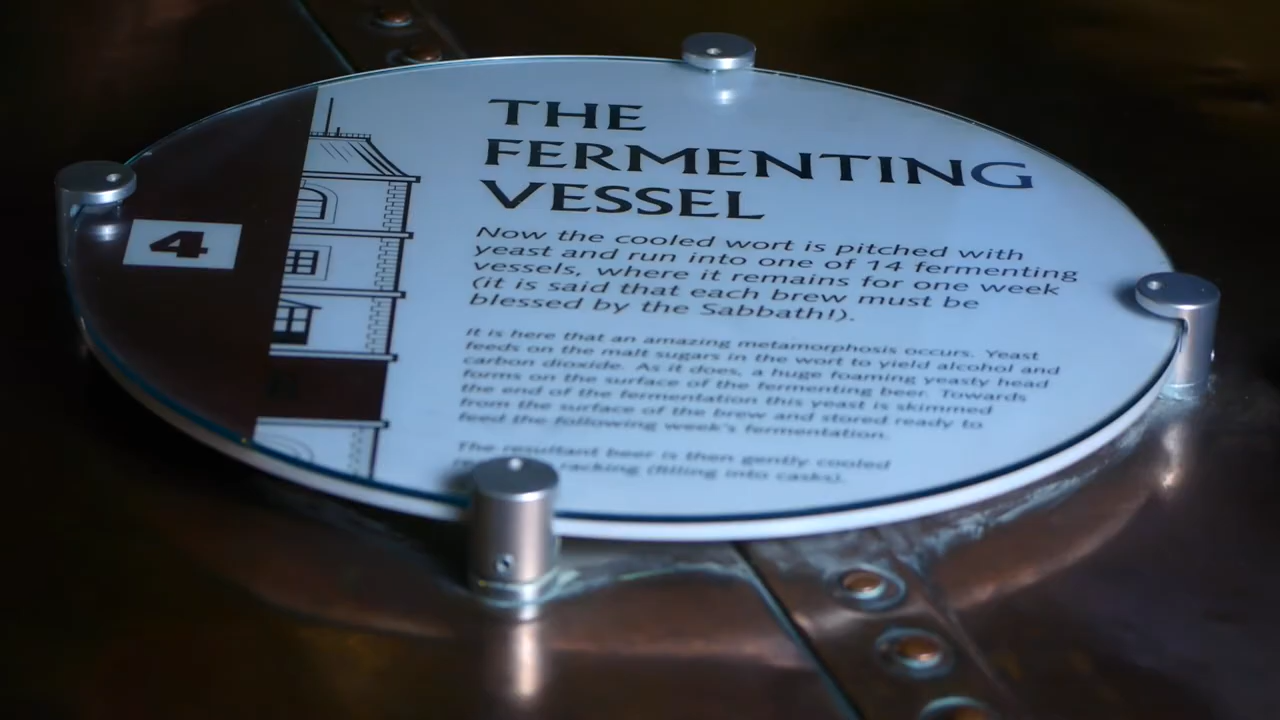 4
THE
FERMENTING
VESSEL
Now the cooled wort is pitched with
yeast and run into one of 14 fermenting
vessels, where it remains for one week
(it is said that each brew must be
blessed by the Sabbath!).
It is here that an amazing metamorphosis occurs. Yeast
feeds on the malt sugars in the wort to yield alcohol and
carbon dioxide. As it does, a huge foaming yeasty head
forms on the surface of the fermenting beer. Towards
the end of the fermentation this yeast is skimmed
from the surface of the brew and stored ready to
feed the following week's fermentation.
The resultant beer is then gently cooled
racking (filling into casks).